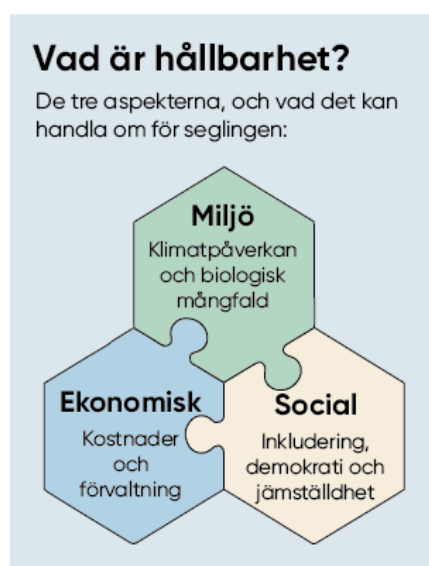 Vad är hållbarhet?
De tre aspekterna, och vad det kan
handla om för seglingen:
Miljö
Klimatpåverkan
och biologisk
mångfald
Ekonomisk
Kostnader
och
förvaltning
Social
Inkludering,
demokrati och
jämställdhet